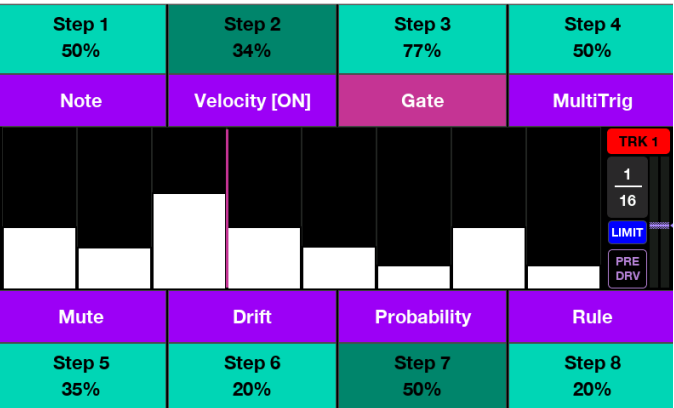 Step 1
50%
Step 2
34%
Step 3
77%
Step 4
50%
Note
Velocity [ON]
Gate
MultiTrig
TRK 1
1
16
LIMIT
PRE
DRV
Mute
Drift
Probability
Rule
Step 5
35%
Step 6
20%
Step 7
50%
Step 8
20%